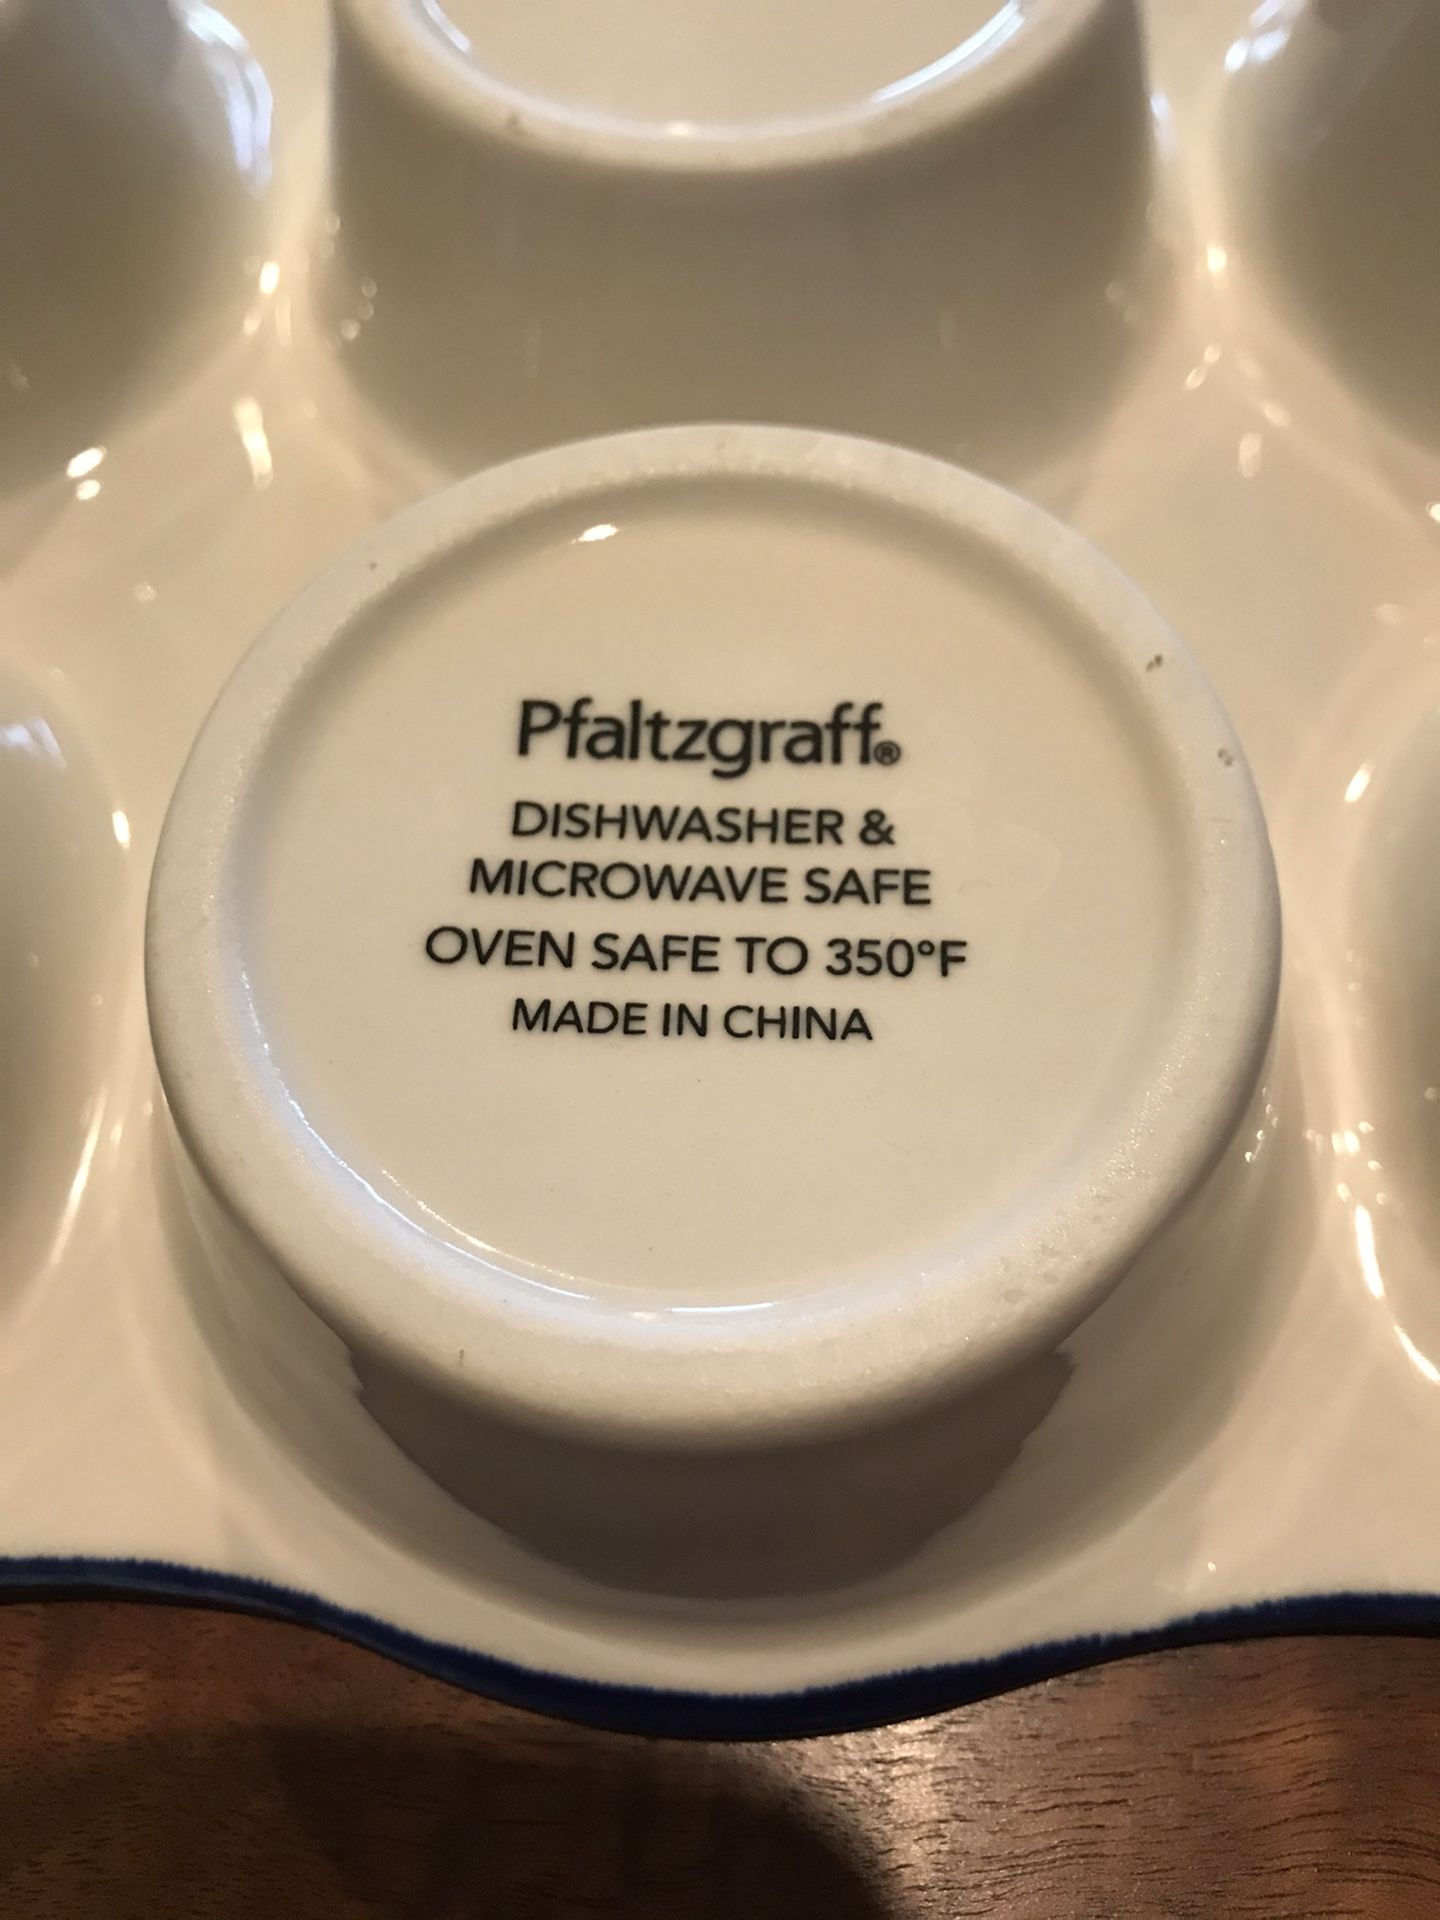 Pfaltzgraff®
DISHWASHER &
MICROWAVE SAFE
OVEN SAFE TO 350°F
MADE IN CHINA